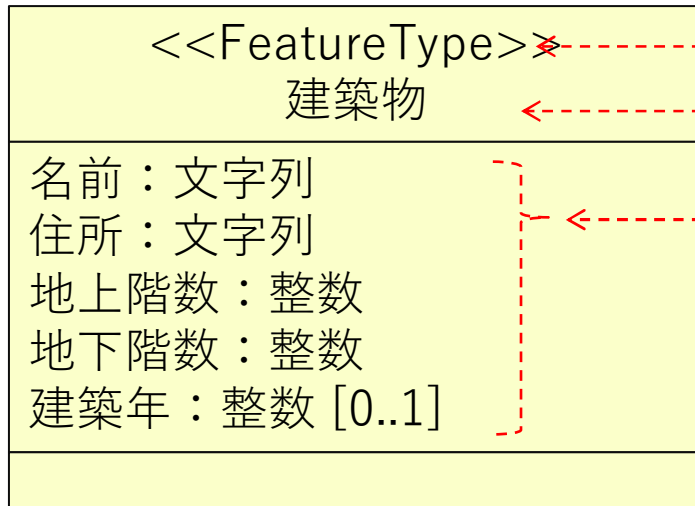 <<FeatureType>>
建築物
名前：文字列
住所：文字列
地上階数：整数
地下階数：整数
建築年：整数 [0..1]